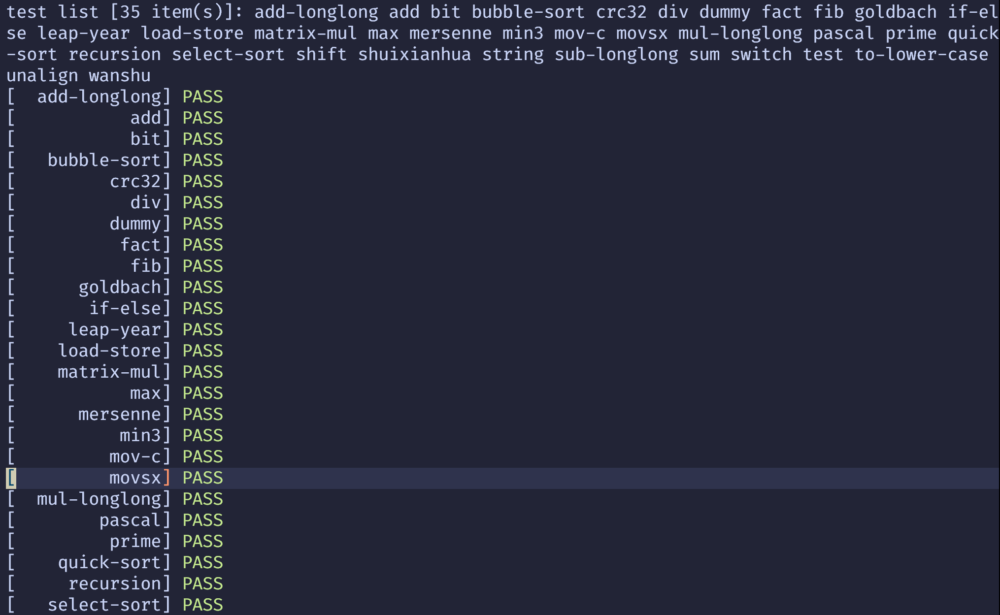 test list [35 item(s)]: add-longlong add bit bubble-sort crc32 div dummy fact fib goldbach if-el
se leap-year load-store matrix-mul max mersenne min3 mov-c movsx mul-longlong pascal prime quick
-sort recursion select-sort shift shuixianhua string sub-longlong sum switch test to-lower-case
unalign wanshu
[  add-longlong] PASS
[           add] PASS
[           bit] PASS
[   bubble-sort] PASS
[         crc32] PASS
[           div] PASS
[         dummy] PASS
[          fact] PASS
[           fib] PASS
[      goldbach] PASS
[       if-else] PASS
[     leap-year] PASS
[    load-store] PASS
[    matrix-mul] PASS
[           max] PASS
[      mersenne] PASS
[          min3] PASS
[         mov-c] PASS
[         movsx] PASS
[  mul-longlong] PASS
[        pascal] PASS
[         prime] PASS
[    quick-sort] PASS
[     recursion] PASS
[   select-sort] PASS